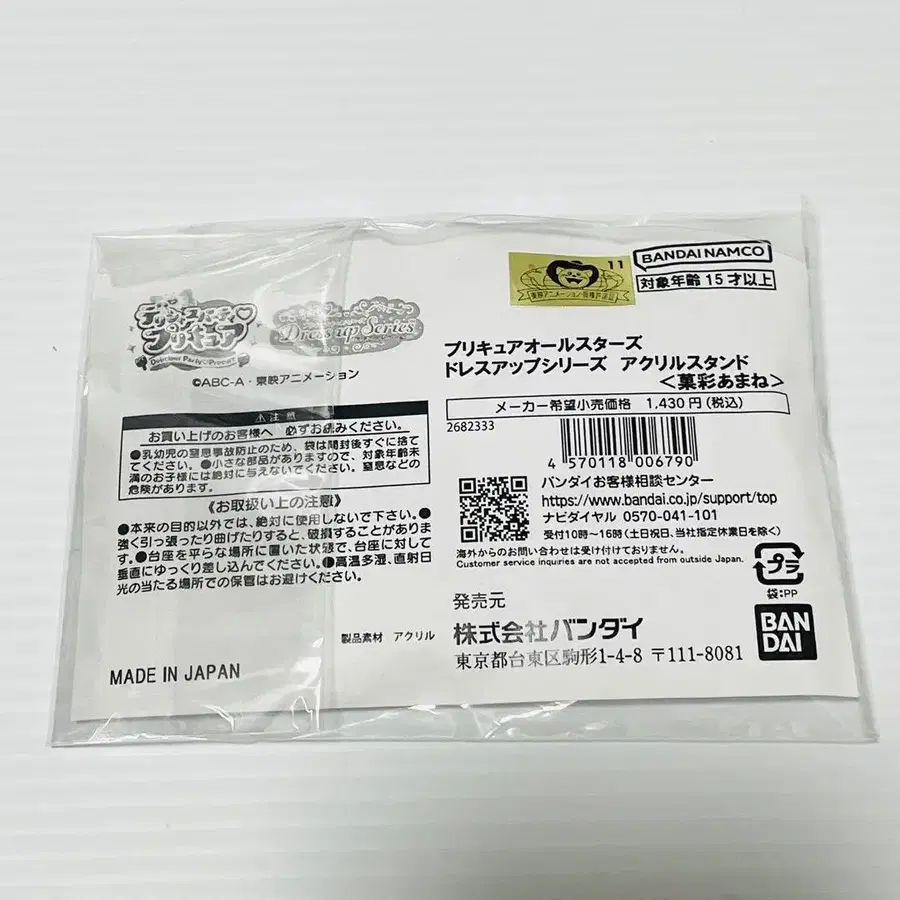 デリシャスパーティ♡
プリキュア
Delicious Party♡Precure
Dress up Series
©ABC-A・東映アニメーション
⚠注意
お買い上げのお客様へ 必ずお読みください。
●乳幼児の窒息事故防止のため、袋は開封後すぐに捨て
てください。●小さな部品がありますので、対象年齢未
満のお子様には絶対に与えないでください。窒息などの
危険があります。
《お取扱い上の注意》
●本来の目的以外では、絶対に使用しないで下さい。●
強く引っ張ったり曲げたりすると、破損することがありま
す。●台座を平らな場所に置いた状態で、台座に対して
垂直にゆっくり差し込んでください。●高温多湿、直射日
光の当たる場所での保管はお避けください。
製品素材 アクリル
MADE IN JAPAN
11
東映アニメーション版権許諾証
BANDAI NAMCO
対象年齢15才以上
プリキュアオールスターズ
ドレスアップシリーズ アクリルスタンド
<菓彩あまね>
メーカー希望小売価格 1,430円(税込)
2682333
4 570118 006790
バンダイお客様相談センター
https://www.bandai.co.jp/support/top
ナビダイヤル 0570-041-101
受付10時~16時(土日祝日、当社指定休業日を除く)
海外からのお問い合わせは受け付けておりません。
Customer service inquries are not accepted from outside Japan.
プラ
袋:PP
発売元
株式会社バンダイ
東京都台東区駒形1-4-8 〒111-8081
BAN
DAI